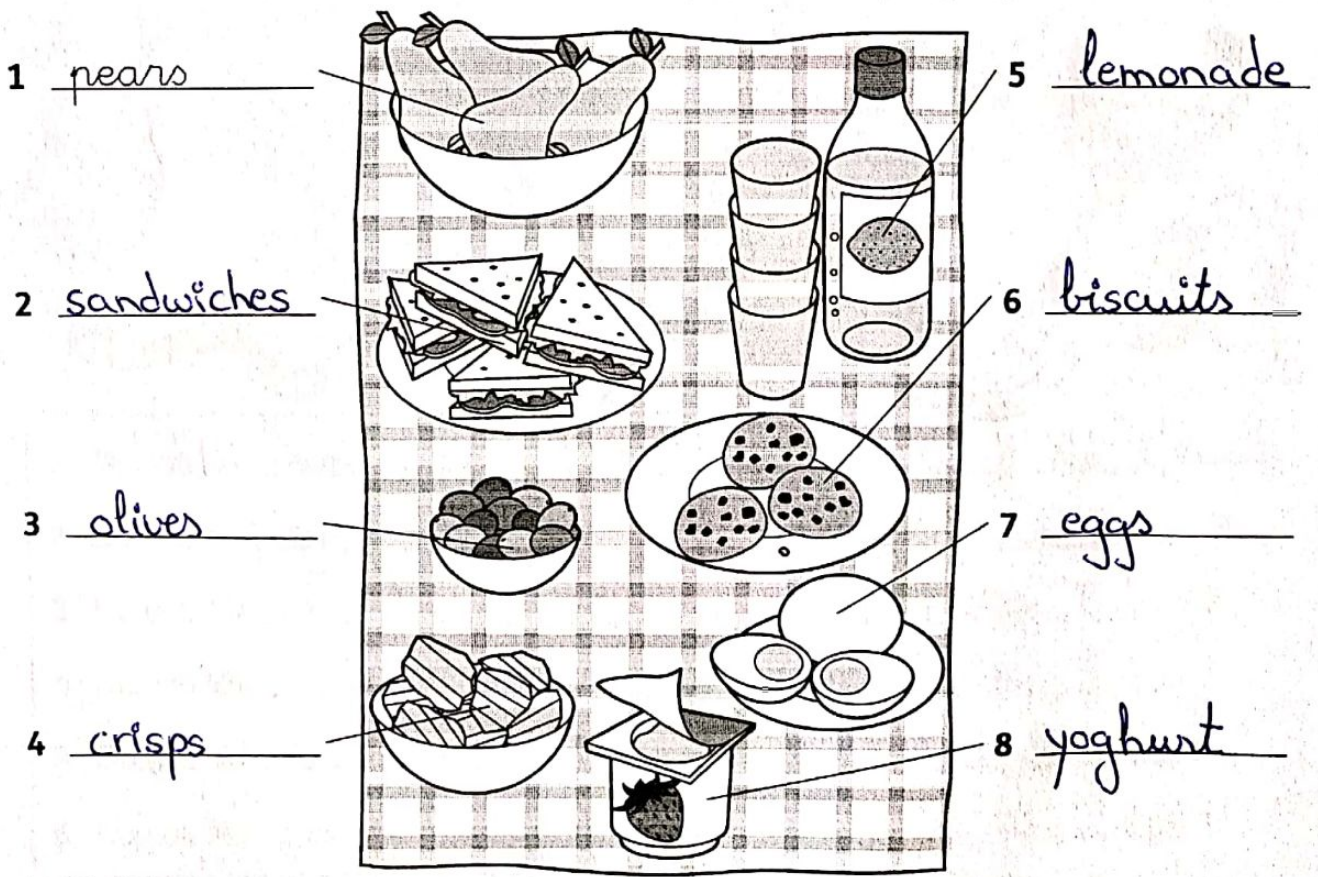 1 pears
2 sandwiches
3 olives
4 crisps
5 lemonade
6 biscuits
7 eggs
8 yoghurt